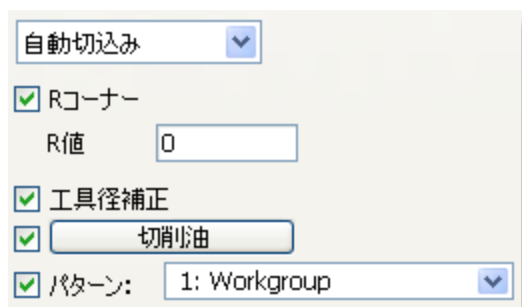 自動切込み
Rコーナー
R値 0
工具径補正
切削油
パターン: 1: Workgroup